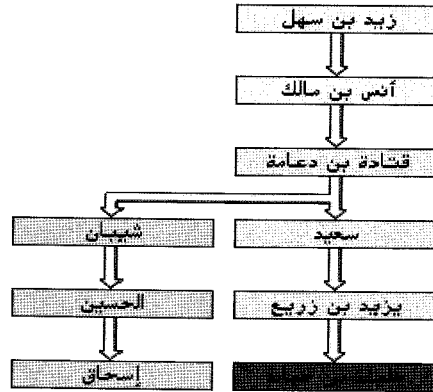 زيد بن سهل
أنس بن مالك
قتادة بن دعامة
سعيد
شيبان
يزيد بن زريع
الحسين
إسحاق